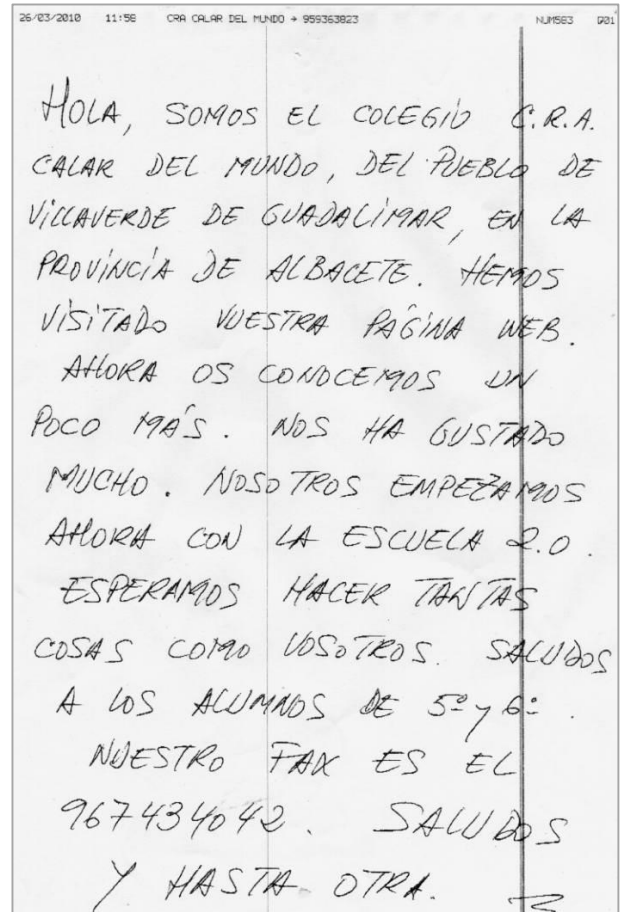 26/03/2010 11:58 CRA CALAR DEL MUNDO → 959363823 NUM583 D01
HOLA, SOMOS EL COLEGIO C.R.A.
CALAR DEL MUNDO, DEL PUEBLO DE
VILLAVERDE DE GUADALIMAR, EN LA
PROVINCIA DE ALBACETE. HEMOS
VISITADO VUESTRA PÁGINA WEB.
AHORA OS CONOCEMOS UN
POCO MÁS. NOS HA GUSTADO
MUCHO. NOSOTROS EMPEZAMOS
AHORA CON LA ESCUELA 2.0.
ESPERAMOS HACER TANTAS
COSAS COMO VOSOTROS. SALUDOS
A LOS ALUMNOS DE 5º y 6º.
NUESTRO FAX ES EL
967434042. SALUDOS
Y HASTA OTRA.